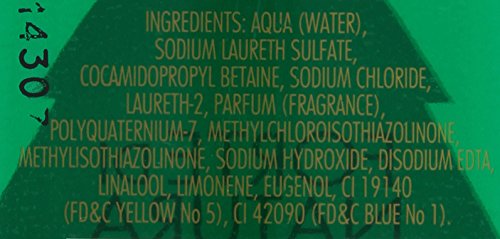 INGREDIENTS: AQUA (WATER),
SODIUM LAURETH SULFATE,
COCAMIDOPROPYL BETAINE, SODIUM CHLORIDE,
LAURETH-2, PARFUM (FRAGRANCE),
POLYQUATERNIUM-7, METHYLCHLOROISOTHIAZOLINONE,
METHYLISOTHIAZOLINONE, SODIUM HYDROXIDE, DISODIUM EDTA,
LINALOOL, LIMONENE, EUGENOL, CI 19140
(FD&C YELLOW No 5), CI 42090 (FD&C BLUE No 1).
14307